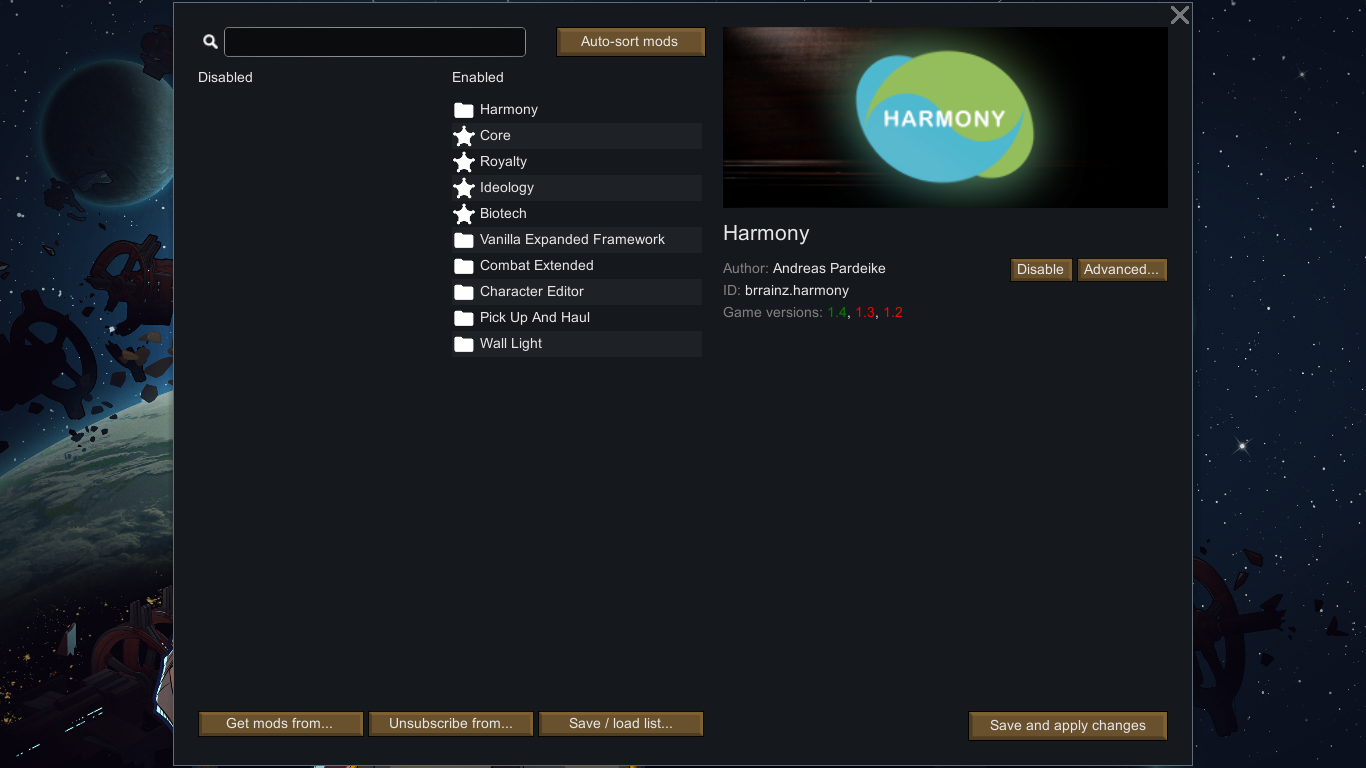 Auto-sort mods
Disabled
Enabled
Harmony
Core
Royalty
Ideology
Biotech
Vanilla Expanded Framework
Combat Extended
Character Editor
Pick Up And Haul
Wall Light
HARMONY
Harmony
Author: Andreas Pardeike
Disable
Advanced...
ID: brrainz.harmony
Game versions: 1.4, 1.3, 1.2
Get mods from...
Unsubscribe from...
Save / load list...
Save and apply changes